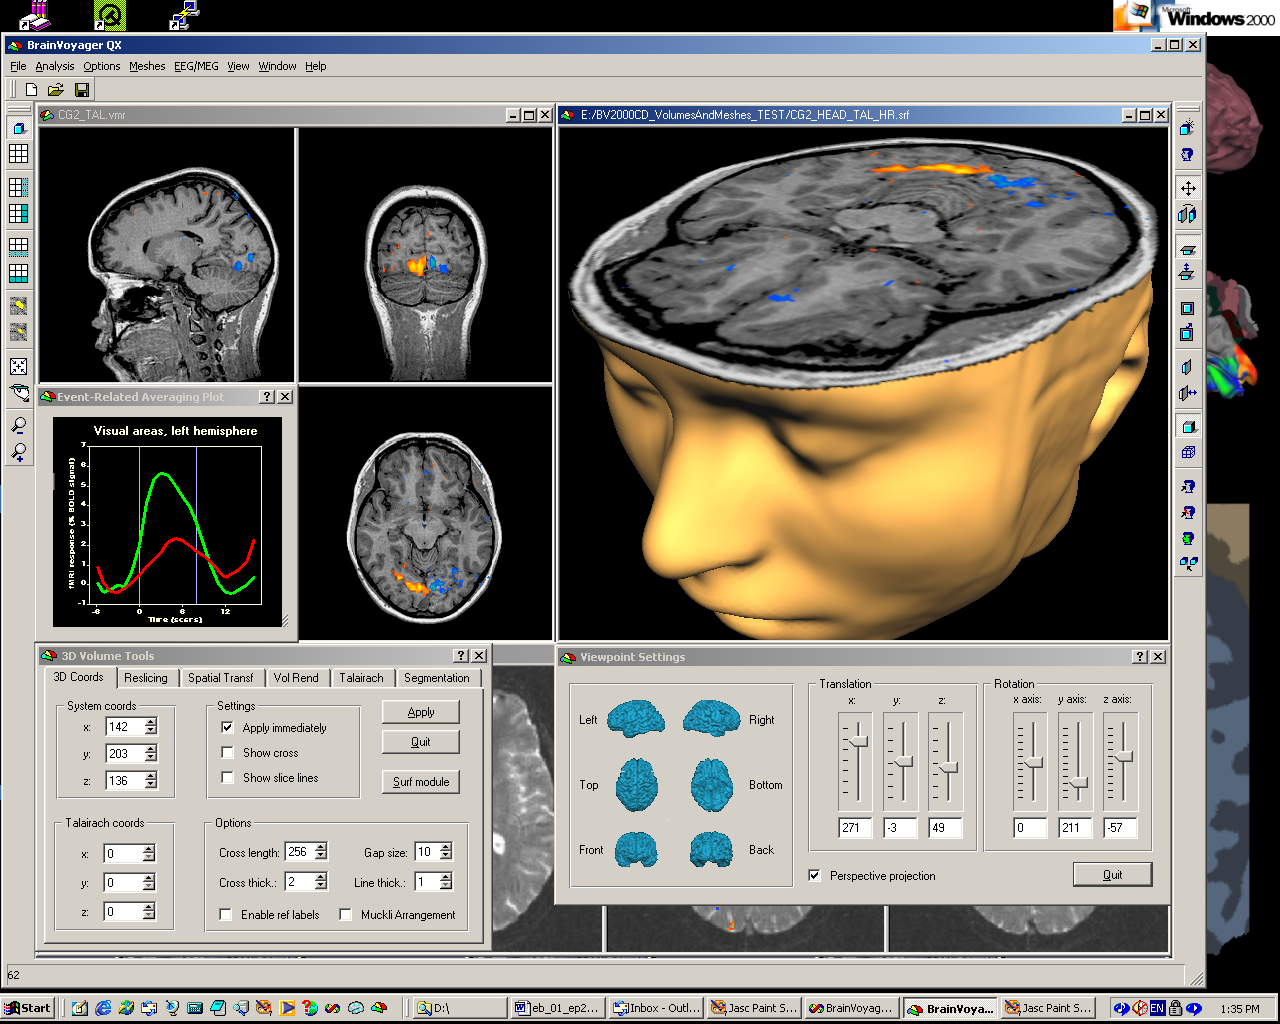 Microsoft
Windows 2000
BrainVoyager QX
File Analysis Options Meshes EEG/MEG View Window Help
CG2_TAL.vmr
E:/BV2000CD_VolumesAndMeshes_TEST/CG2_HEAD_TAL_HR.srf
Event-Related Averaging Plot
Visual areas, left hemisphere
fMRI response (% BOLD signal)
7
6
5
4
3
2
1
0
-1
-6 0 6 12
Time (scans)
3D Volume Tools
3D Coords Reslicing Spatial Transf Vol Rend Talairach Segmentation
System coords
x: 142
y: 203
z: 136
Settings
Apply immediately
Show cross
Show slice lines
Apply
Quit
Surf module
Talairach coords
x: 0
y: 0
z: 0
Options
Cross length: 256 Gap size: 10
Cross thick.: 2 Line thick.: 1
Enable ref labels Muckli Arrangement
Viewpoint Settings
Left Right
Top Bottom
Front Back
Translation
x: y: z:
271 -3 49
Rotation
x axis: y axis: z axis:
0 211 -57
Perspective projection
Quit
62
Start D:\ eb_01_ep2... Inbox - Outl... Jasc Paint S... BrainVoyag... BrainVoya... Jasc Paint S... EN 1:35 PM